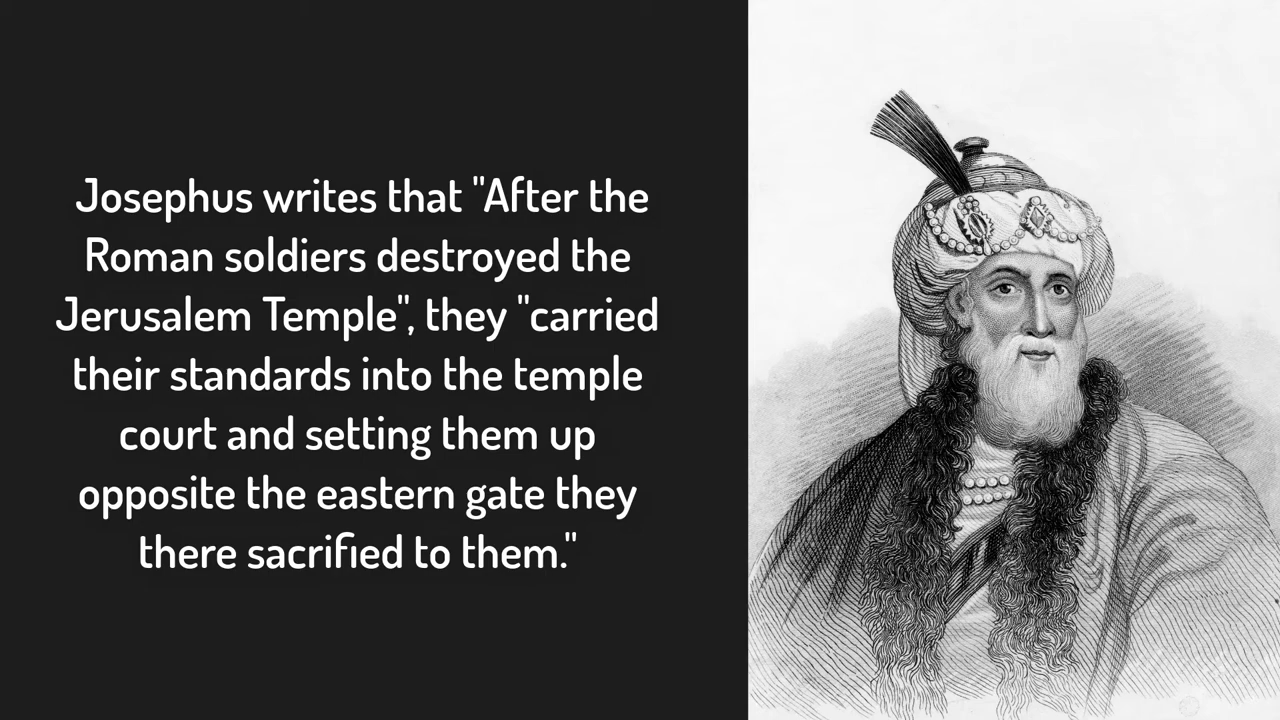 Josephus writes that "After the
Roman soldiers destroyed the
Jerusalem Temple", they "carried
their standards into the temple
court and setting them up
opposite the eastern gate they
there sacrified to them."